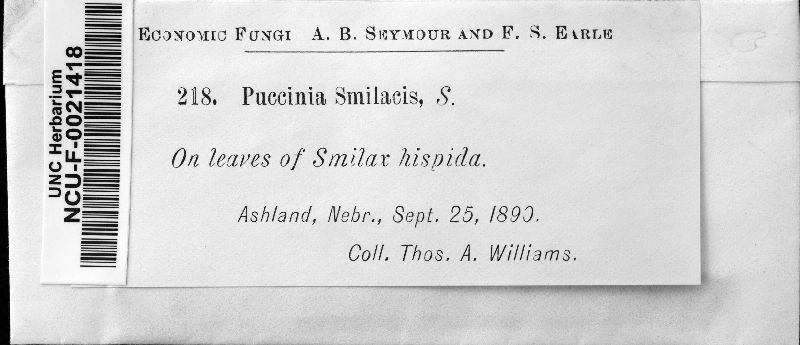 ECONOMIC FUNGI A. B. SEYMOUR AND F. S. EARLE
218. Puccinia Smilacis, S.
On leaves of Smilax hispida.
Ashland, Nebr., Sept. 25, 1890.
Coll. Thos. A. Williams.
UNC Herbarium
NCU-F-0021418